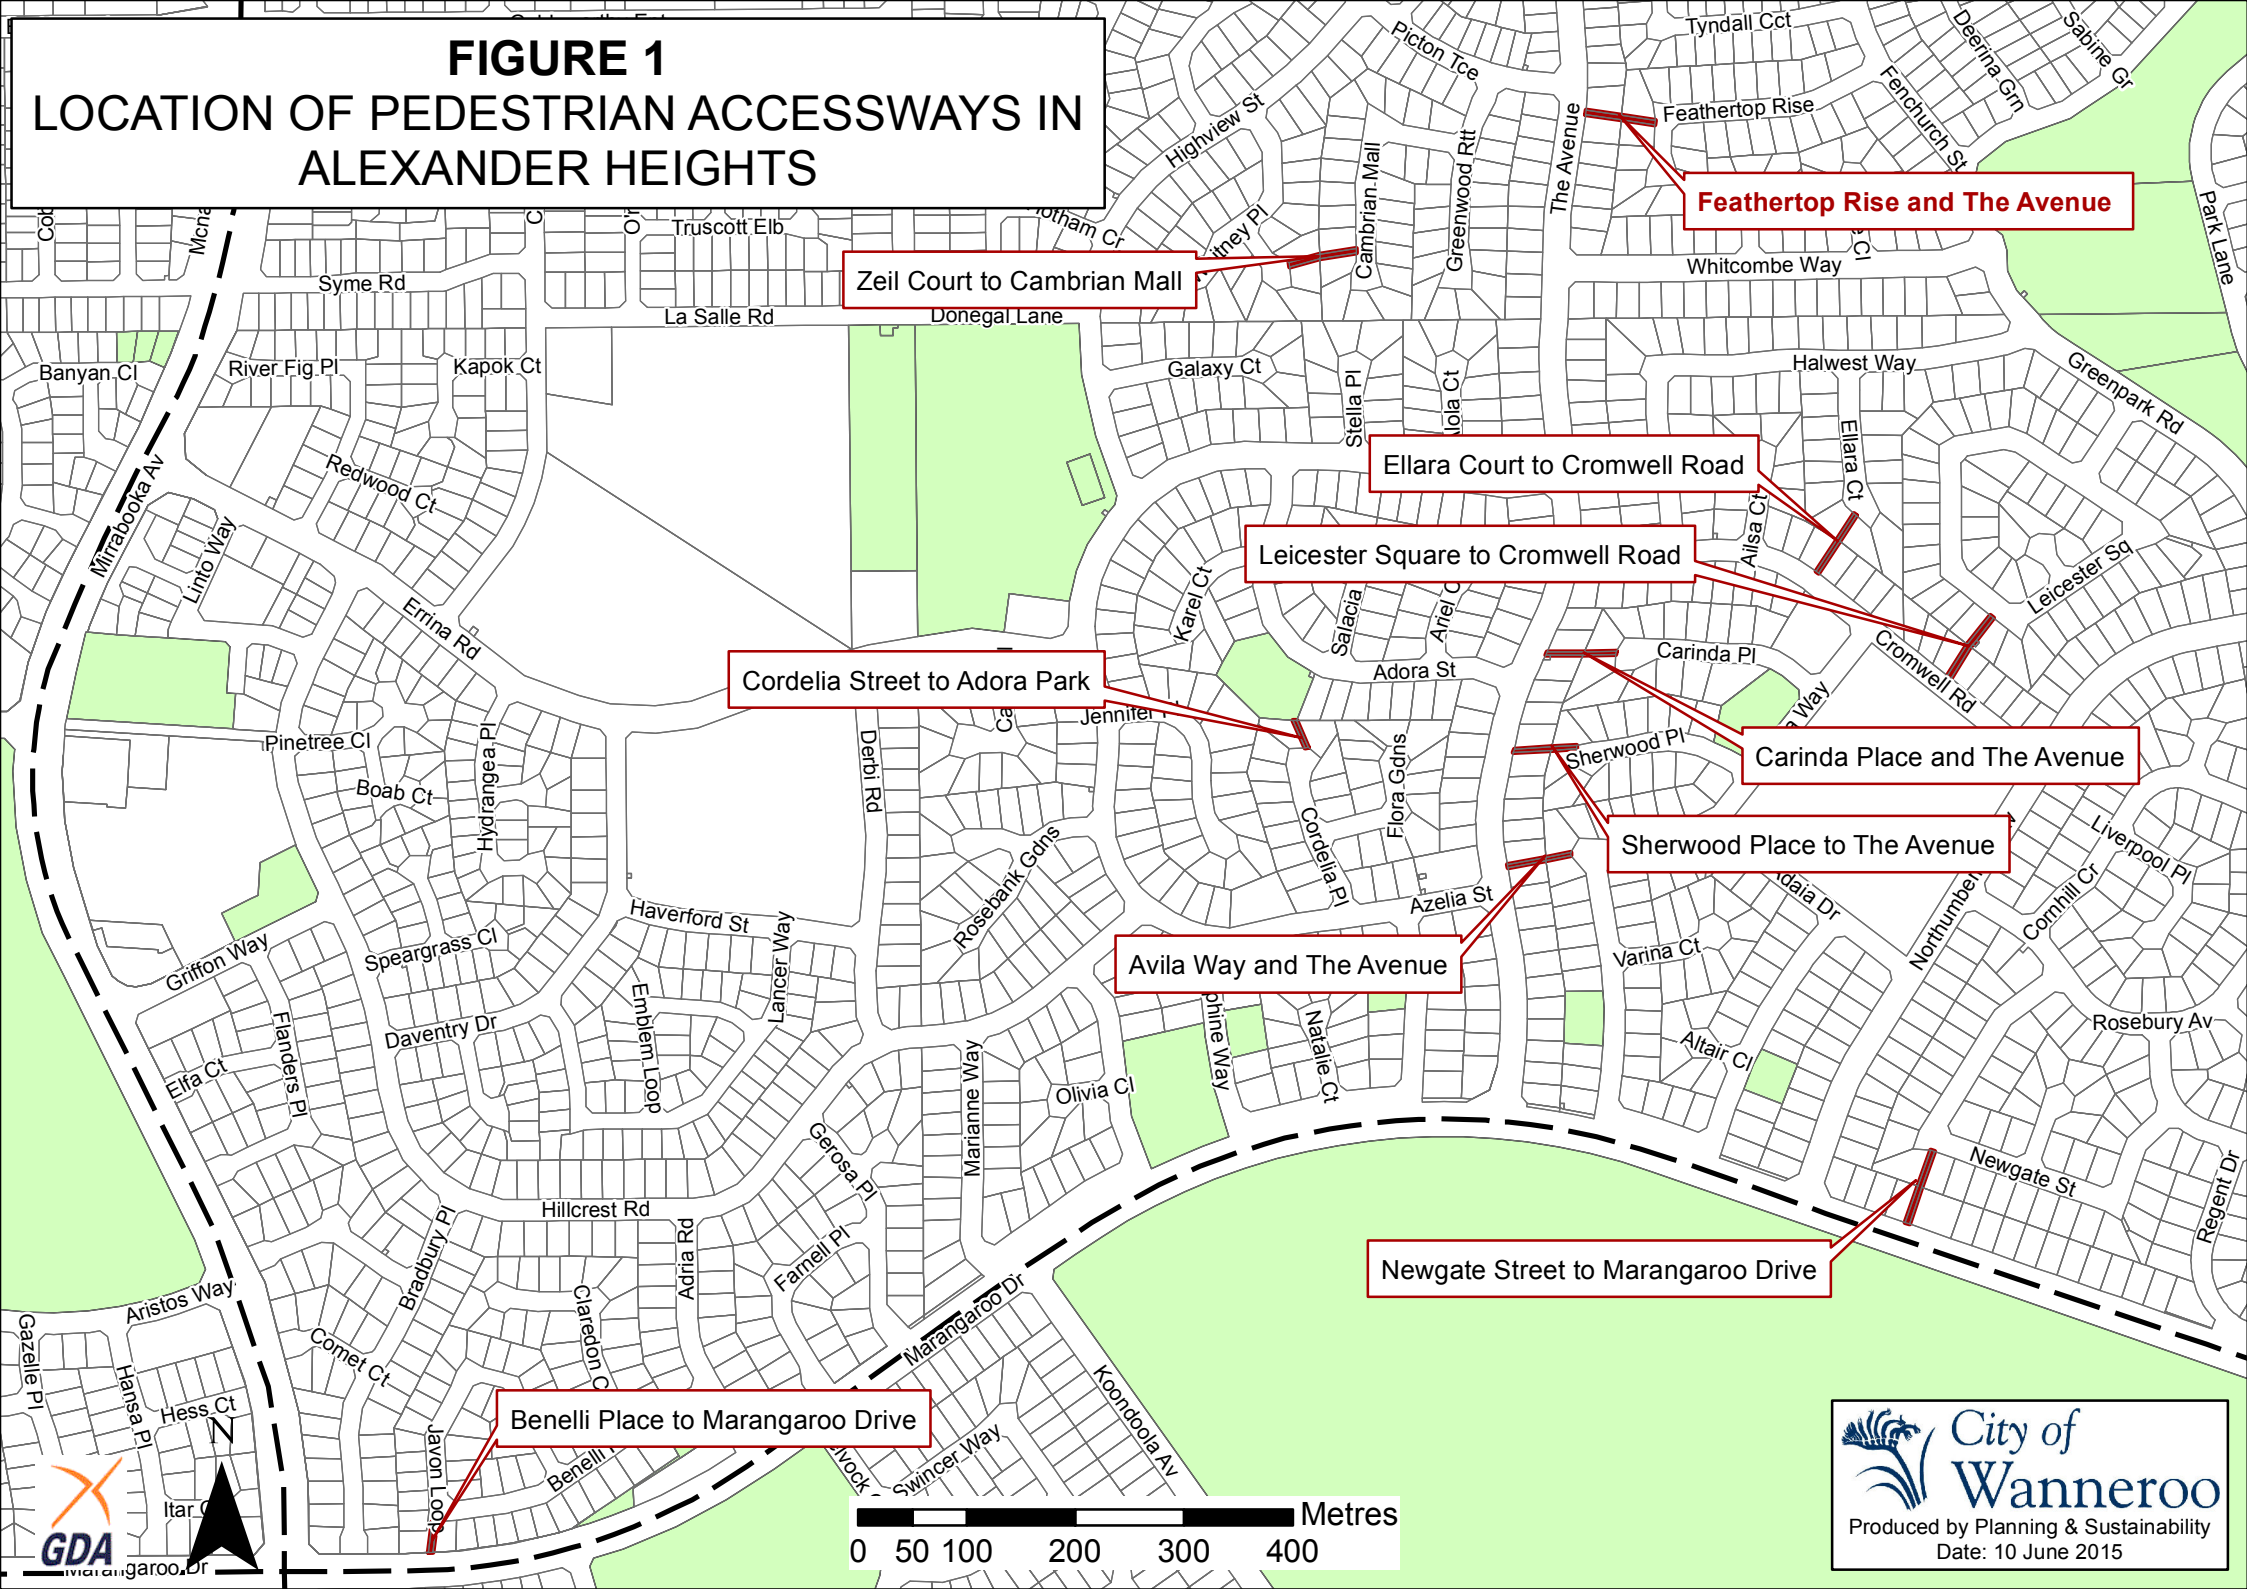 FIGURE 1
LOCATION OF PEDESTRIAN ACCESSWAYS IN
ALEXANDER HEIGHTS
Picton Tce
Tyndall Cct
Deerina Grn
Sabine Gr
Fenchurch St
Feathertop Rise
Highview St
The Avenue
Greenwood Rtt
Cambrian Mall
Park Lane
Feathertop Rise and The Avenue
Truscott Elb
Syme Rd
Zeil Court to Cambrian Mall
Whitcombe Way
La Salle Rd
Donegal Lane
Banyan Cl
River Fig Pl
Kapok Ct
Galaxy Ct
Stella Pl
Halwest Way
Greenpark Rd
Ellara Ct
Ellara Court to Cromwell Road
Redwood Ct
Mirrabooka Av
Linto Way
Ailsa Ct
Leicester Square to Cromwell Road
Leicester Sq
Karel Ct
Salacia
Ariel
Errina Rd
Adora St
Carinda Pl
Cromwell Rd
Cordelia Street to Adora Park
Jennifer
Way
Pinetree Cl
Hydrangea Pl
Derbi Rd
Flora Gdns
Sherwood Pl
Carinda Place and The Avenue
Boab Ct
Cordelia Pl
Rosebank Gdns
Sherwood Place to The Avenue
Liverpool Pl
Cornhill Cr
Haverford St
Azelia St
Lancer Way
Speargrass Cl
Griffon Way
Avila Way and The Avenue
Varina Ct
Emblem Loop
Flanders Pl
Daventry Dr
Natalie Ct
Altair Cl
Rosebury Av
Elfa Ct
Marianne Way
Olivia Cl
Gerosa Pl
Newgate St
Regent Dr
Hillcrest Rd
Bradbury Pl
Adria Rd
Farnell Pl
Newgate Street to Marangaroo Drive
Aristos Way
Marangaroo Dr
Gazelle Pl
Comet Ct
Claredon
Hansa Pl
Hess Ct
Koondoola Av
Benelli Place to Marangaroo Drive
Javon Loop
Benelli
Swincer Way
N
Itar
GDA
Metres
0 50 100 200 300 400
City of
Wanneroo
Produced by Planning & Sustainability
Date: 10 June 2015